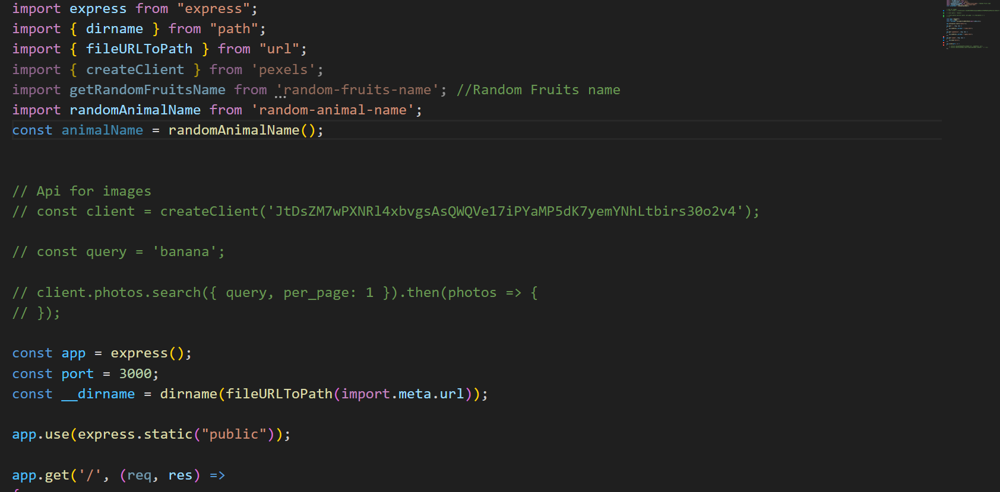 import express from "express";
import { dirname } from "path";
import { fileURLToPath } from "url";
import { createClient } from 'pexels';
import getRandomFruitsName from 'random-fruits-name'; //Random Fruits name
import randomAnimalName from 'random-animal-name';
const animalName = randomAnimalName();
// Api for images
// const client = createClient('JtDsZM7wPXNRl4xbvgsAsQWQVe17iPYaMP5dK7yemYNhLtbirs30o2v4');
// const query = 'banana';
// client.photos.search({ query, per_page: 1 }).then(photos => {
// });
const app = express();
const port = 3000;
const __dirname = dirname(fileURLToPath(import.meta.url));
app.use(express.static("public"));
app.get('/', (req, res) =>